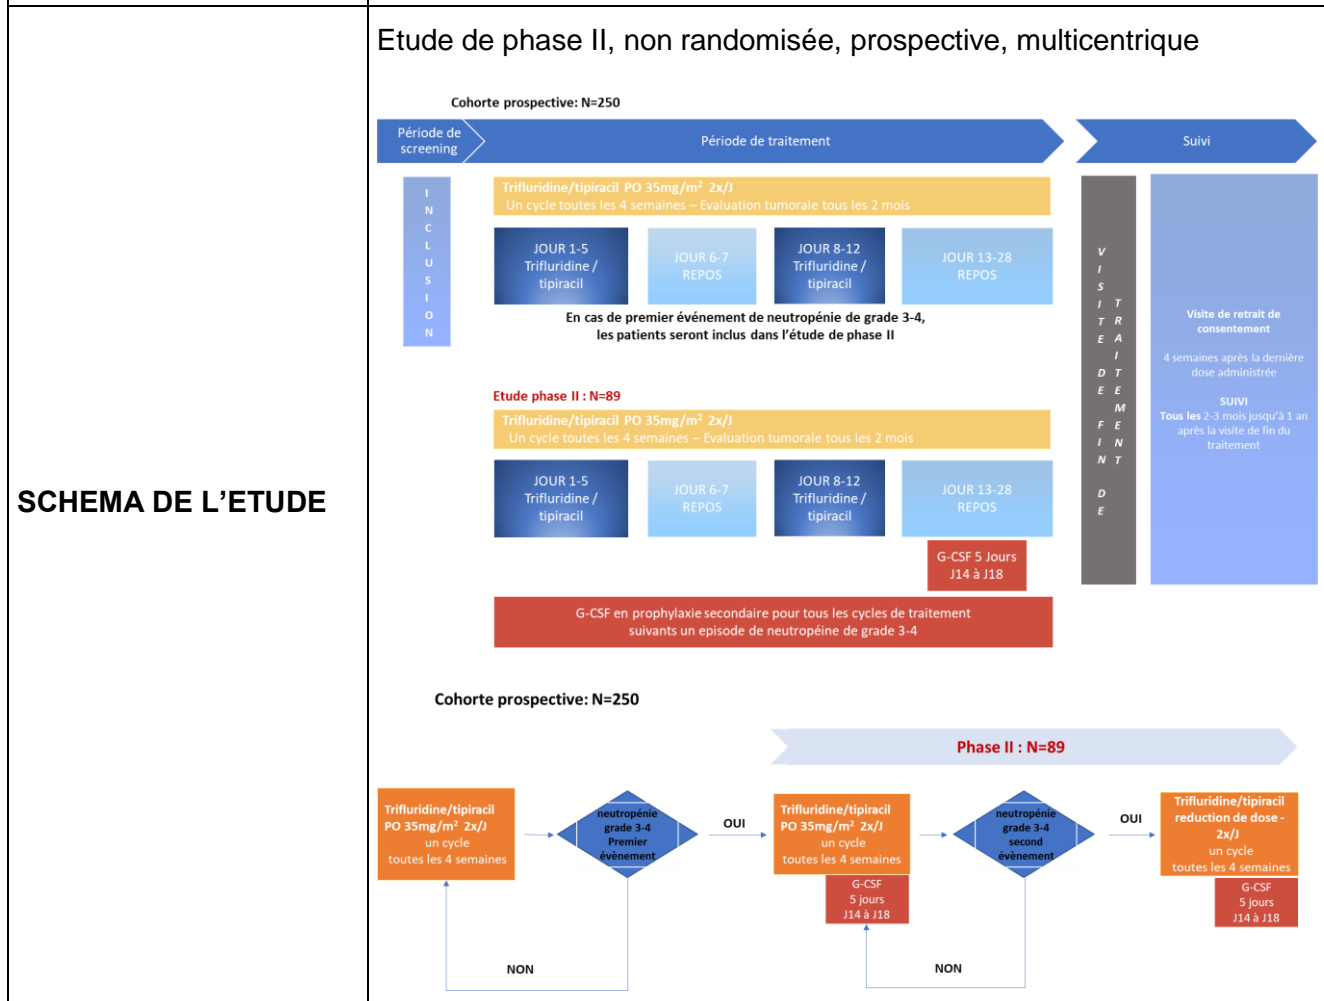 SCHEMA DE L’ETUDE
Etude de phase II, non randomisée, prospective, multicentrique
Cohorte prospective: N=250
Période de
screening
Période de traitement
Suivi
INCLUSION
Trifluridine/tipiracil PO 35mg/m² 2x/J
Un cycle toutes les 4 semaines – Evaluation tumorale tous les 2 mois
JOUR 1-5
Trifluridine /
tipiracil
JOUR 6-7
REPOS
JOUR 8-12
Trifluridine /
tipiracil
JOUR 13-28
REPOS
En cas de premier événement de neutropénie de grade 3-4,
les patients seront inclus dans l’étude de phase II
Etude phase II : N=89
Trifluridine/tipiracil PO 35mg/m² 2x/J
Un cycle toutes les 4 semaines – Evaluation tumorale tous les 2 mois
JOUR 1-5
Trifluridine /
tipiracil
JOUR 6-7
REPOS
JOUR 8-12
Trifluridine /
tipiracil
JOUR 13-28
REPOS
G-CSF 5 Jours
J14 à J18
G-CSF en prophylaxie secondaire pour tous les cycles de traitement
suivants un episode de neutropéine de grade 3-4
VISITE DE FIN DE
TRAITEMENT
Visite de retrait de
consentement
4 semaines après la dernière
dose administrée
SUIVI
Tous les 2-3 mois jusqu’à 1 an
après la visite de fin du
traitement
Cohorte prospective: N=250
Phase II : N=89
Trifluridine/tipiracil
PO 35mg/m² 2x/J
un cycle
toutes les 4 semaines
neutropénie
grade 3-4
Premier
évènement
OUI
NON
Trifluridine/tipiracil
PO 35mg/m² 2x/J
un cycle
toutes les 4 semaines
G-CSF
5 jours
J14 à J18
neutropénie
grade 3-4
second
évènement
OUI
NON
Trifluridine/tipiracil
reduction de dose -
2x/J
un cycle
toutes les 4 semaines
G-CSF
5 jours
J14 à J18